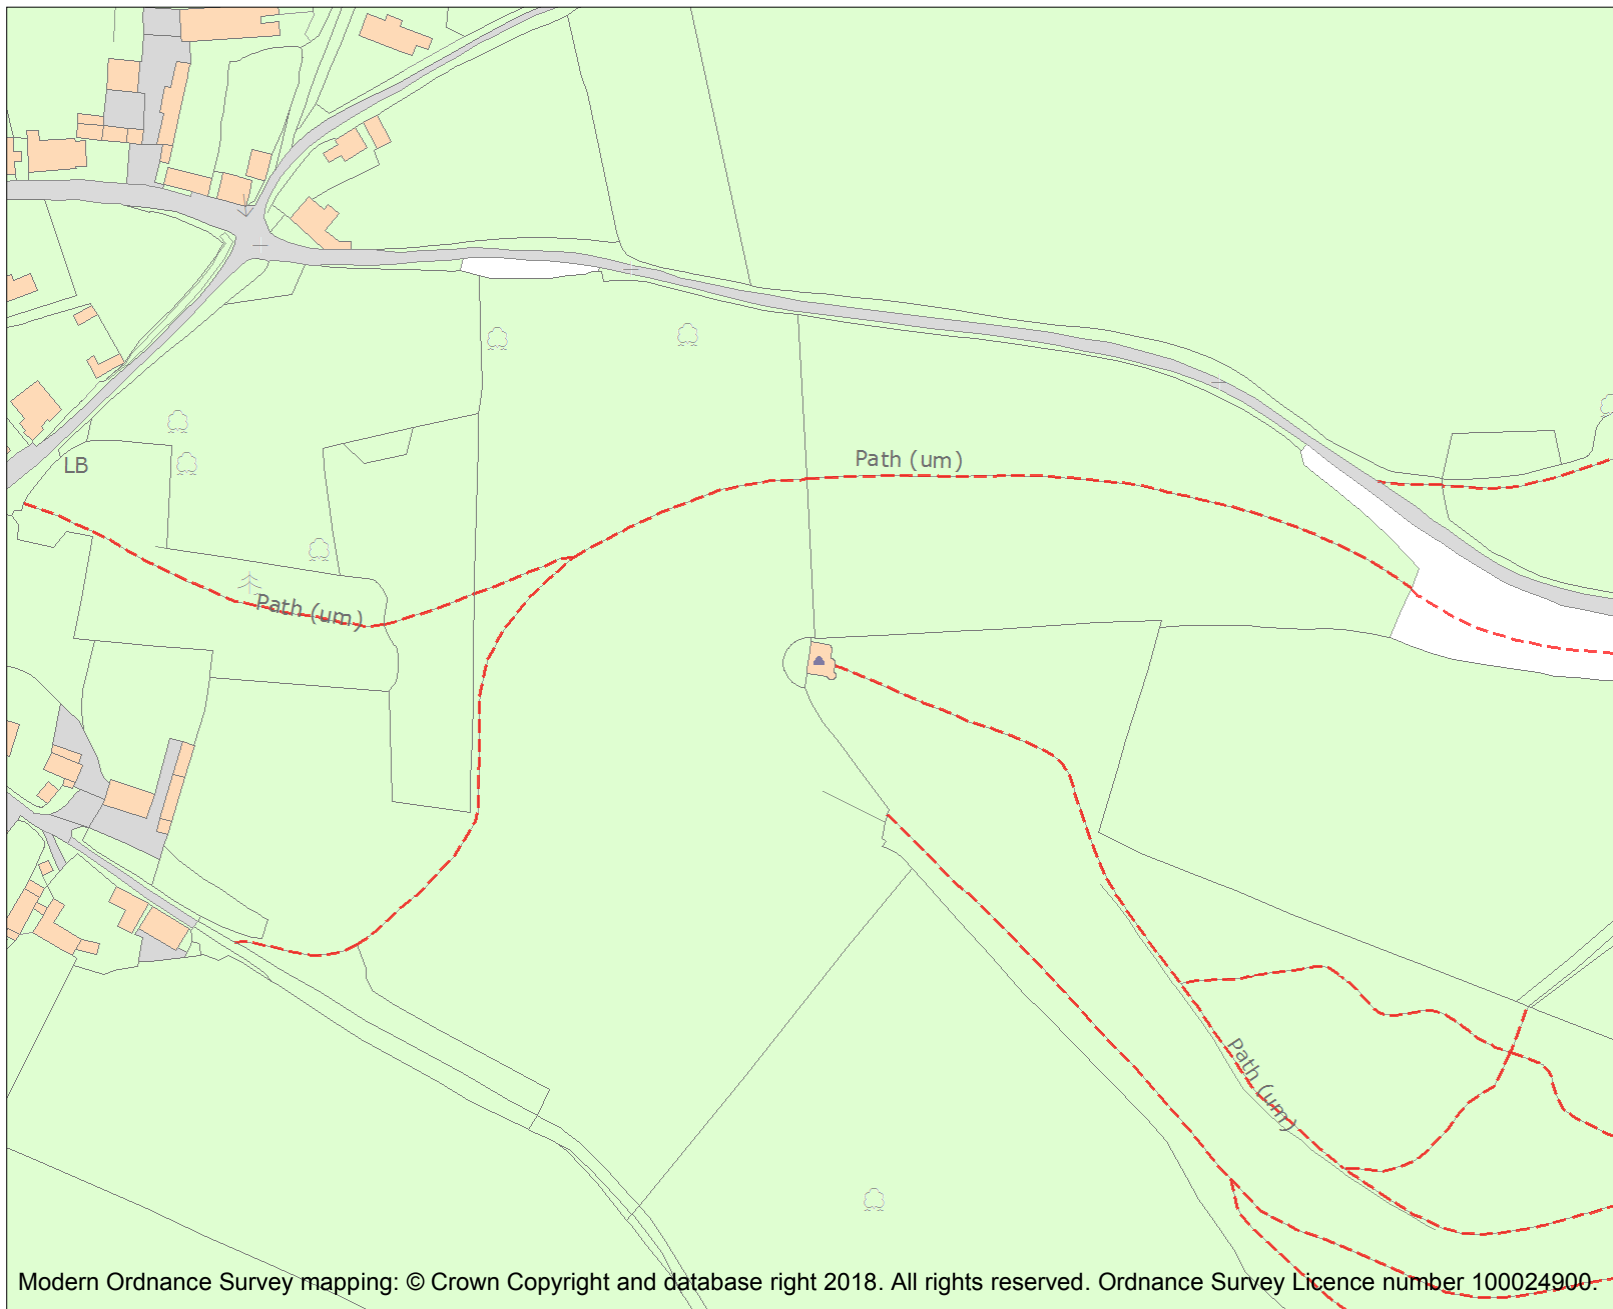 Path (um)
LB
Path (um)
Path (um)
Modern Ordnance Survey mapping: © Crown Copyright and database right 2018. All rights reserved. Ordnance Survey Licence number 100024900.